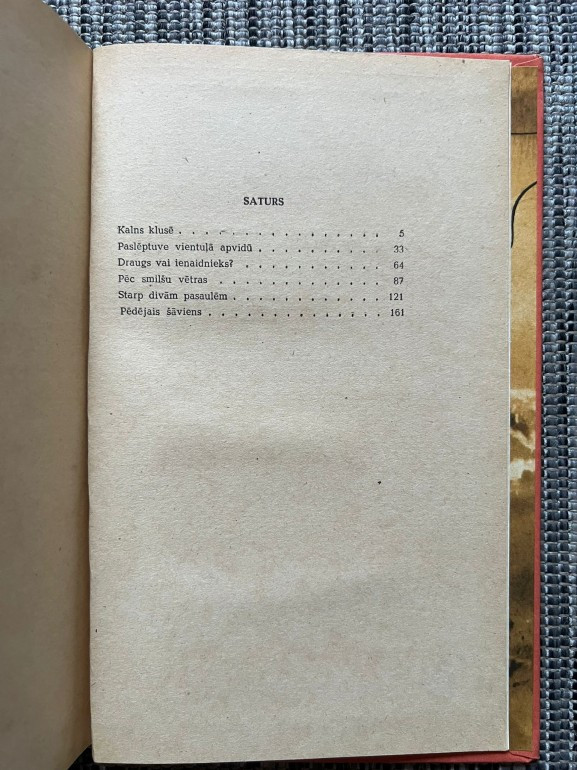 SATURS
Kalns klusē . . . . . . . . . . . . . . . 5
Paslēptuve vientuļā apvidū . . . . . . . . . 33
Draugs vai ienaidnieks? . . . . . . . . . . 64
Pēc smilšu vētras . . . . . . . . . . . . 87
Starp divām pasaulēm . . . . . . . . . . . 121
Pēdējais šāviens . . . . . . . . . . . . . 161